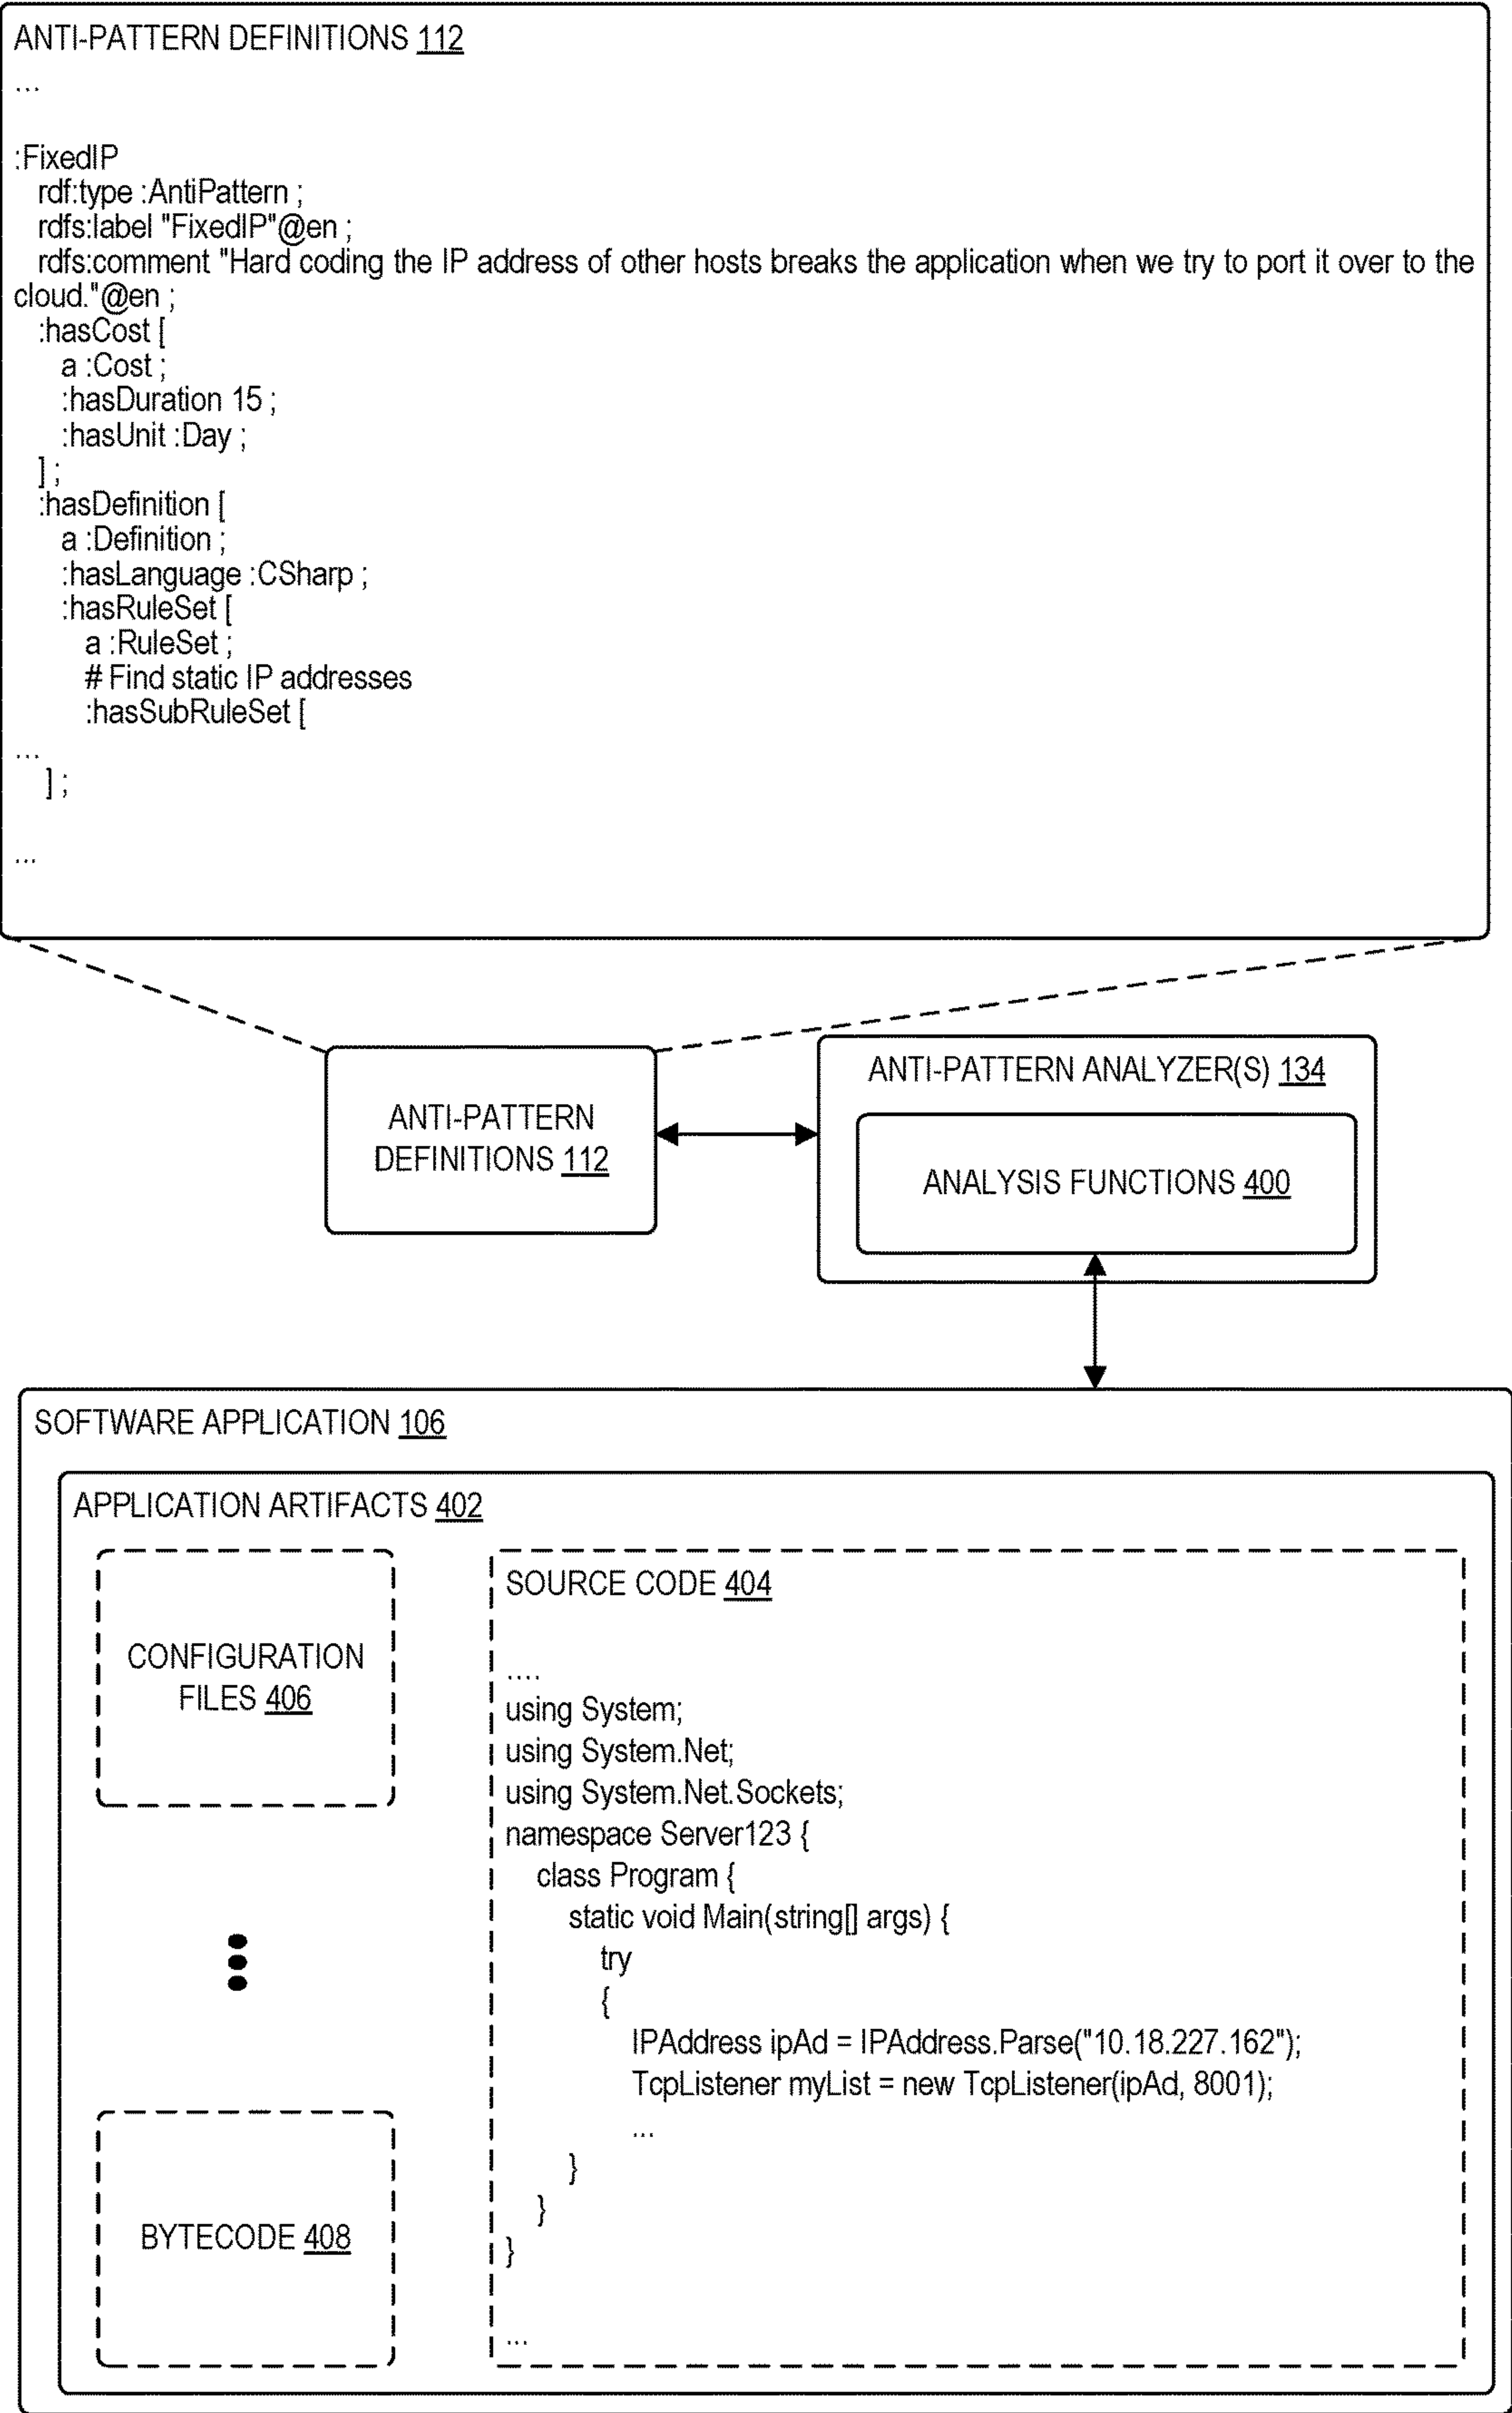 ANTI-PATTERN DEFINITIONS 112
...
:FixedIP
rdf:type :AntiPattern ;
rdfs:label "FixedIP"@en ;
rdfs:comment "Hard coding the IP address of other hosts breaks the application when we try to port it over to the
cloud."@en ;
:hasCost [
a :Cost ;
:hasDuration 15 ;
:hasUnit :Day ;
] ;
:hasDefinition [
a :Definition ;
:hasLanguage :CSharp ;
:hasRuleSet [
a :RuleSet ;
# Find static IP addresses
:hasSubRuleSet [
...
] ;
...
ANTI-PATTERN
DEFINITIONS 112
ANTI-PATTERN ANALYZER(S) 134
ANALYSIS FUNCTIONS 400
SOFTWARE APPLICATION 106
APPLICATION ARTIFACTS 402
CONFIGURATION
FILES 406
BYTECODE 408
SOURCE CODE 404
....
using System;
using System.Net;
using System.Net.Sockets;
namespace Server123 {
class Program {
static void Main(string[] args) {
try
{
IPAddress ipAd = IPAddress.Parse("10.18.227.162");
TcpListener myList = new TcpListener(ipAd, 8001);
...
}
}
}
...